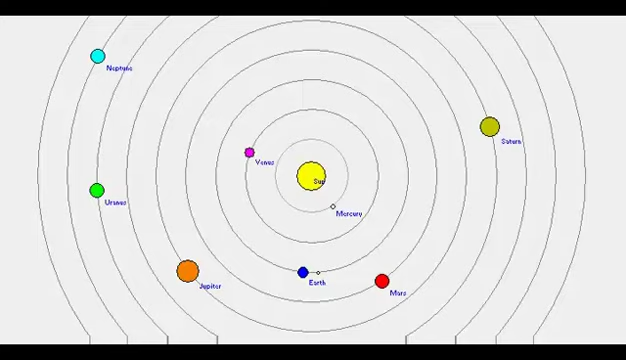 Neptune
Saturn
Venus
Sun
Uranus
Mercury
Earth
Jupiter
Mars